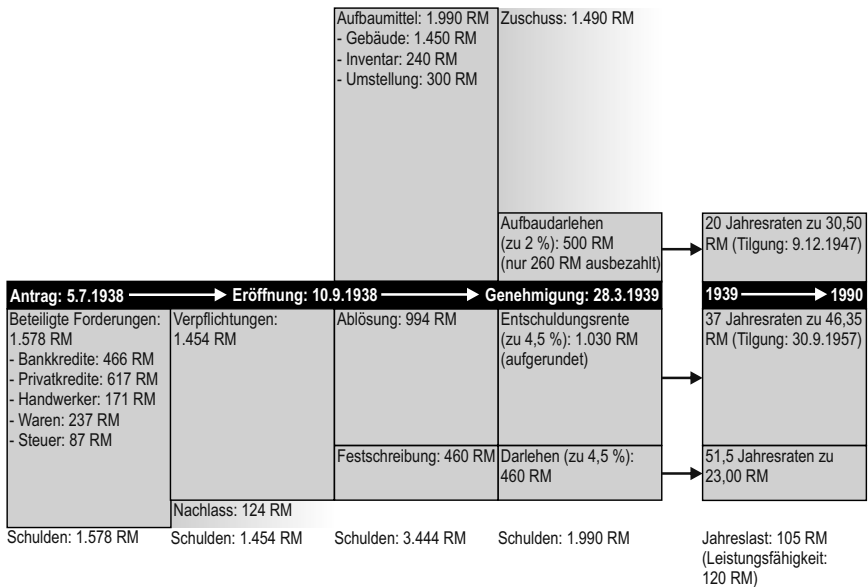 Aufbaumittel: 1.990 RM
- Gebäude: 1.450 RM
- Inventar: 240 RM
- Umstellung: 300 RM
Zuschuss: 1.490 RM
Aufbaudarlehen
(zu 2 %): 500 RM
(nur 260 RM ausbezahlt)
20 Jahresraten zu 30,50
RM (Tilgung: 9.12.1947)
Antrag: 5.7.1938 Eröffnung: 10.9.1938 Genehmigung: 28.3.1939 1939 1990
Beteiligte Forderungen:
1.578 RM
- Bankkredite: 466 RM
- Privatkredite: 617 RM
- Handwerker: 171 RM
- Waren: 237 RM
- Steuer: 87 RM
Verpflichtungen:
1.454 RM
Nachlass: 124 RM
Ablösung: 994 RM
Festschreibung: 460 RM
Entschuldungsrente
(zu 4,5 %): 1.030 RM
(aufgerundet)
Darlehen (zu 4,5 %):
460 RM
37 Jahresraten zu 46,35
RM (Tilgung: 30.9.1957)
51,5 Jahresraten zu
23,00 RM
Schulden: 1.578 RM
Schulden: 1.454 RM
Schulden: 3.444 RM
Schulden: 1.990 RM
Jahreslast: 105 RM
(Leistungsfähigkeit:
120 RM)